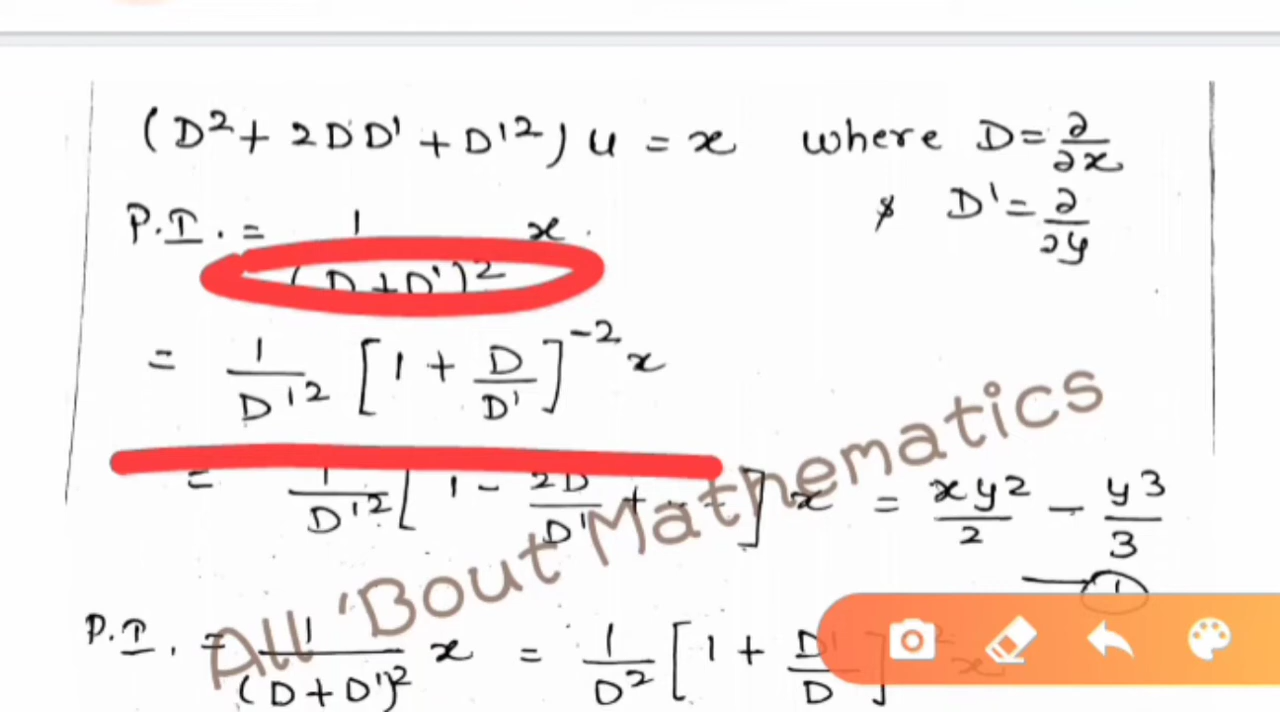 (D² + 2DD' + D'²) u = x where D = ∂/∂x
& D' = ∂/∂y
P.I. = 1/(D+D')² x
= 1/D'² [1 + D/D']⁻² x
= 1/D'² [1 - 2D/D' + --] x = xy²/2 - y³/3
①
All 'Bout Mathematics
P.I. = 1/(D+D')² x = 1/D² [1 + D'/D]